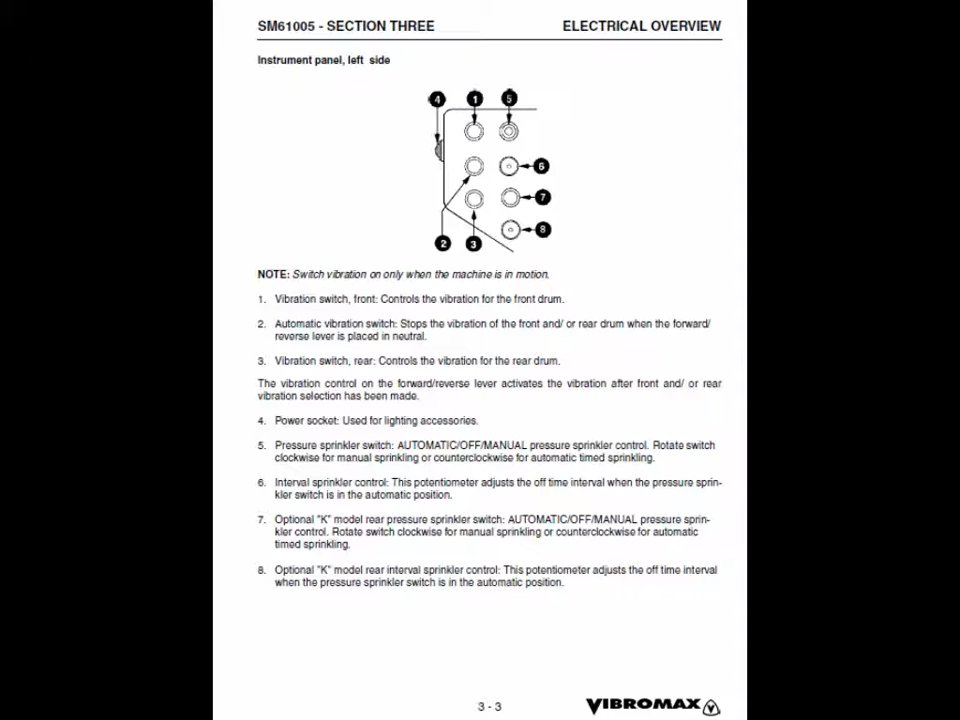 SM61005 - SECTION THREE ELECTRICAL OVERVIEW
Instrument panel, left side
4 1 5
6
7
8
2 3
NOTE: Switch vibration on only when the machine is in motion.
1. Vibration switch, front: Controls the vibration for the front drum.
2. Automatic vibration switch: Stops the vibration of the front and/ or rear drum when the forward/
reverse lever is placed in neutral.
3. Vibration switch, rear: Controls the vibration for the rear drum.
The vibration control on the forward/reverse lever activates the vibration after front and/ or rear
vibration selection has been made.
4. Power socket: Used for lighting accessories.
5. Pressure sprinkler switch: AUTOMATIC/OFF/MANUAL pressure sprinkler control. Rotate switch
clockwise for manual sprinkling or counterclockwise for automatic timed sprinkling.
6. Interval sprinkler control: This potentiometer adjusts the off time interval when the pressure sprin-
kler switch is in the automatic position.
7. Optional "K" model rear pressure sprinkler switch: AUTOMATIC/OFF/MANUAL pressure sprin-
kler control. Rotate switch clockwise for manual sprinkling or counterclockwise for automatic
timed sprinkling.
8. Optional "K" model rear interval sprinkler control: This potentiometer adjusts the off time interval
when the pressure sprinkler switch is in the automatic position.
3 - 3 VIBROMAX